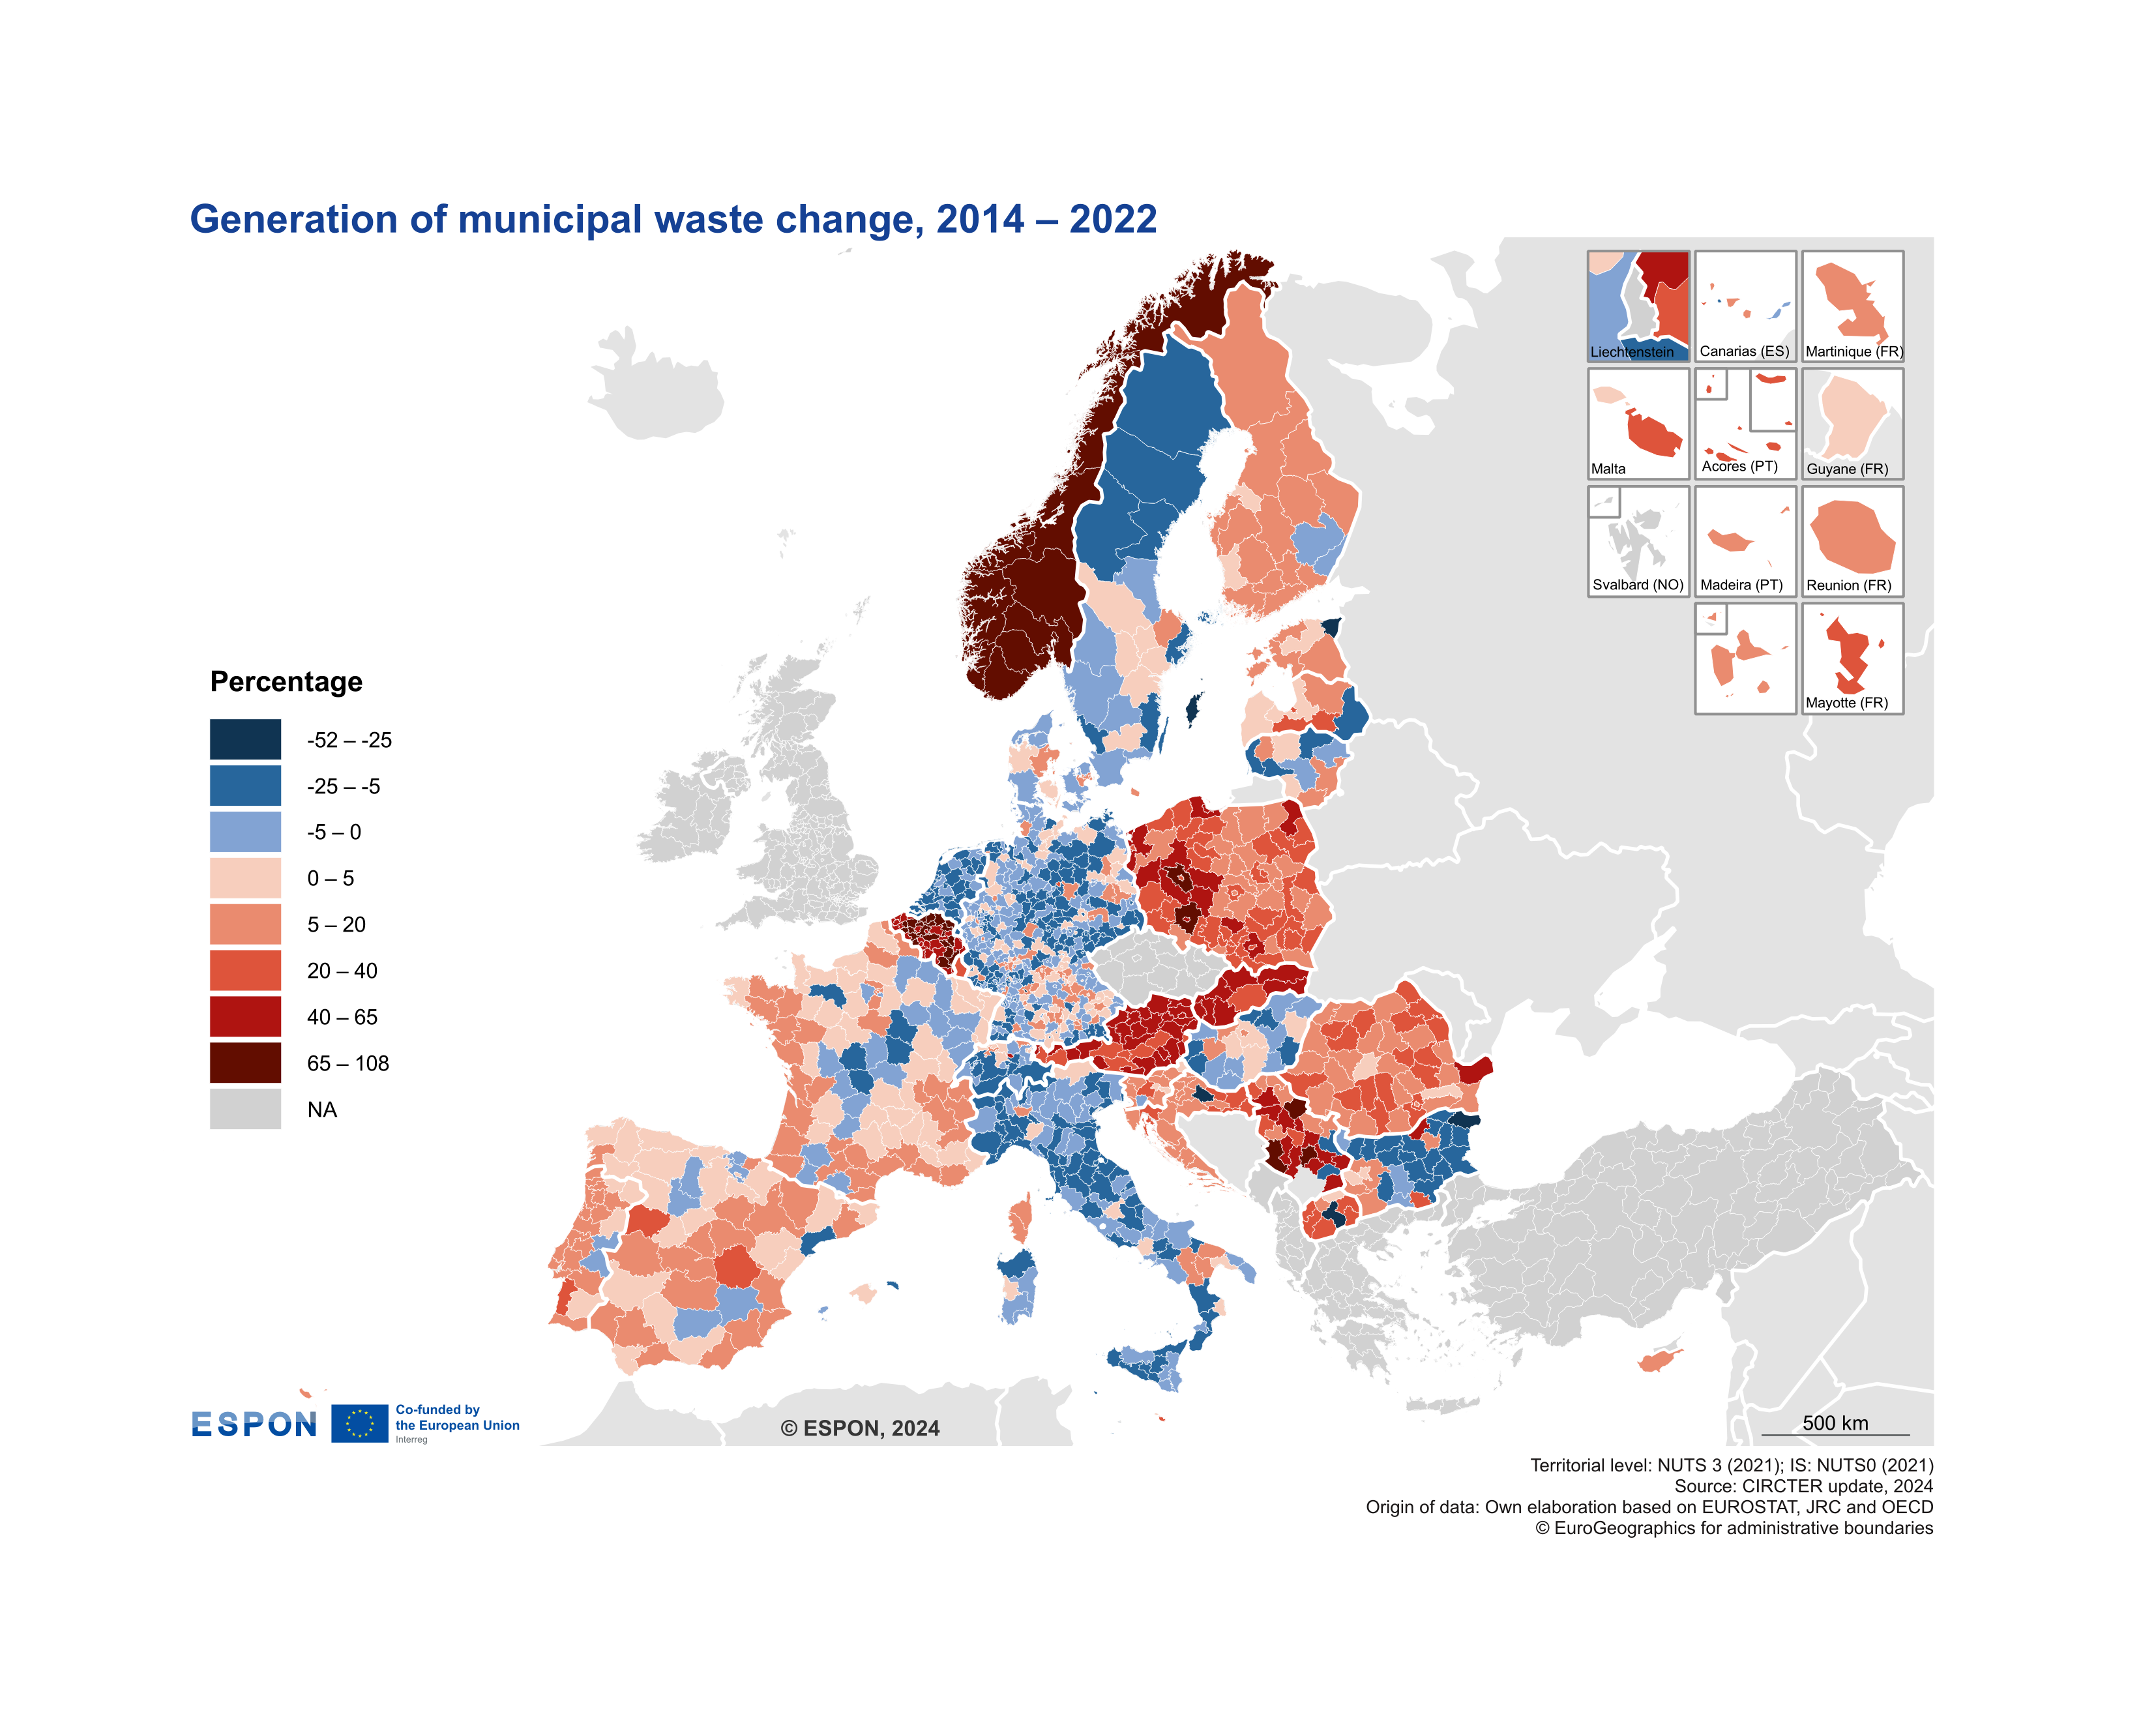 Generation of municipal waste change, 2014 – 2022
Liechtenstein
Canarias (ES)
Martinique (FR)
Malta
Acores (PT)
Guyane (FR)
Svalbard (NO)
Madeira (PT)
Reunion (FR)
Mayotte (FR)
Percentage
-52 – -25
-25 – -5
-5 – 0
0 – 5
5 – 20
20 – 40
40 – 65
65 – 108
NA
ESPON
Co-funded by
the European Union
Interreg
© ESPON, 2024
500 km
Territorial level: NUTS 3 (2021); IS: NUTS0 (2021)
Source: CIRCTER update, 2024
Origin of data: Own elaboration based on EUROSTAT, JRC and OECD
© EuroGeographics for administrative boundaries